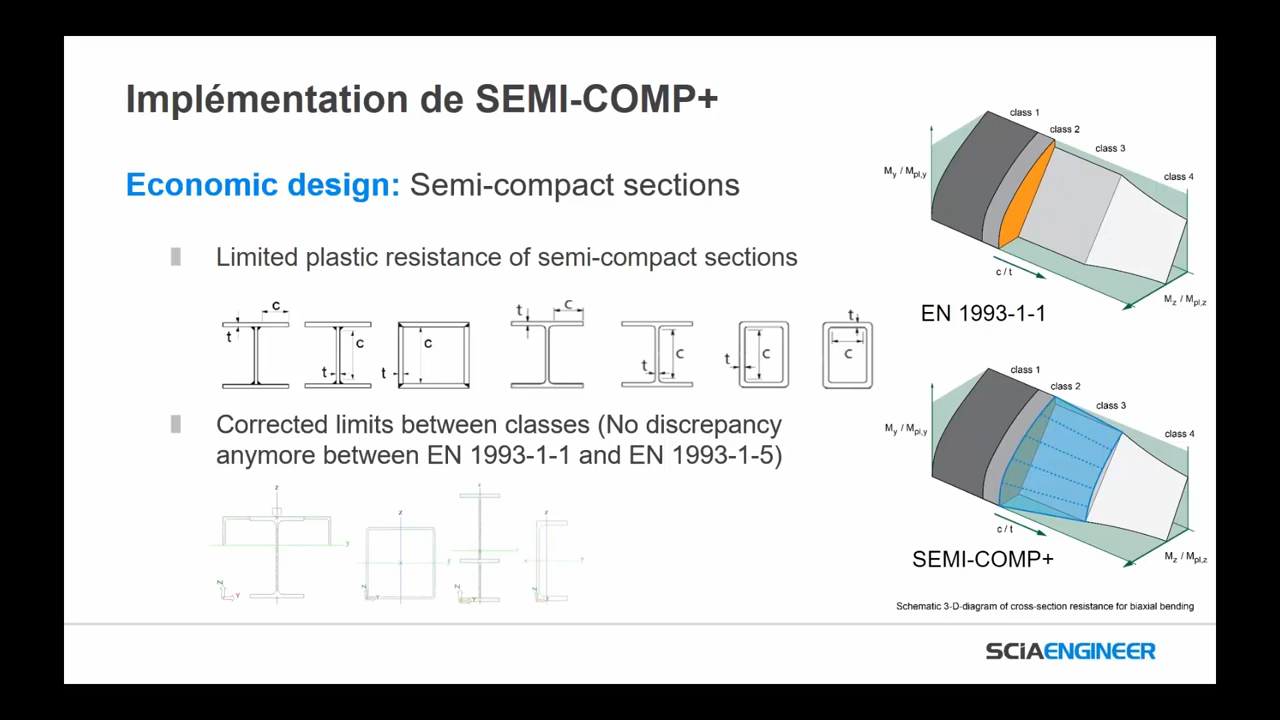 Implémentation de SEMI-COMP+
Economic design: Semi-compact sections
Limited plastic resistance of semi-compact sections
c
t
c
t
c
t
t
c
t
c
t
c
t
c
Corrected limits between classes (No discrepancy
anymore between EN 1993-1-1 and EN 1993-1-5)
z
y
Z
Y
z
y
z
z
class 1
class 2
class 3
class 4
My / Mpl,y
c / t
Mz / Mpl,z
EN 1993-1-1
class 1
class 2
class 3
class 4
My / Mpl,y
c / t
Mz / Mpl,z
SEMI-COMP+
Schematic 3-D-diagram of cross-section resistance for biaxial bending
SCiAENGINEER